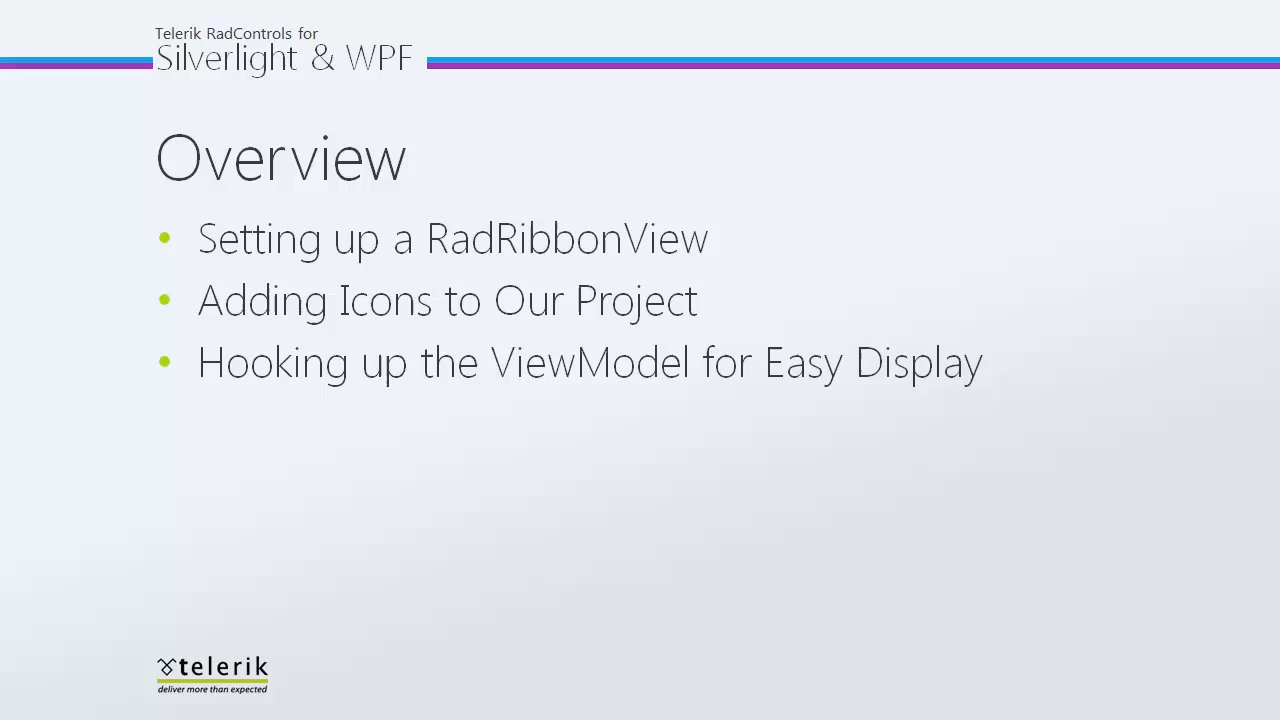 Telerik RadControls for
Silverlight & WPF
Overview
• Setting up a RadRibbonView
• Adding Icons to Our Project
• Hooking up the ViewModel for Easy Display
telerik
deliver more than expected